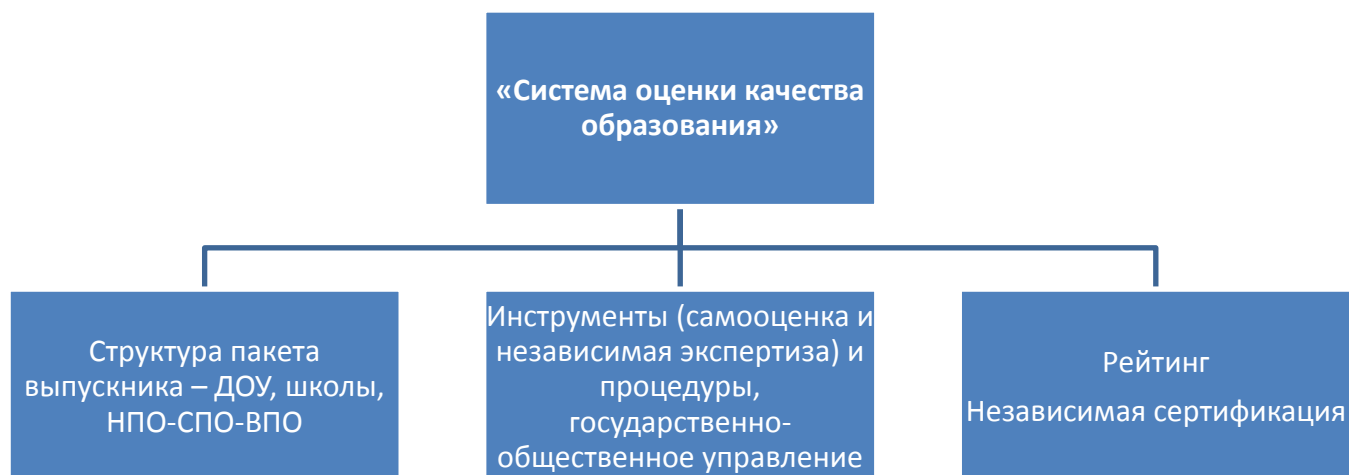 «Система оценки качества
образования»
Структура пакета
выпускника – ДОУ, школы,
НПО-СПО-ВПО
Инструменты (самооценка и
независимая экспертиза) и
процедуры,
государственно-
общественное управление
Рейтинг
Независимая сертификация